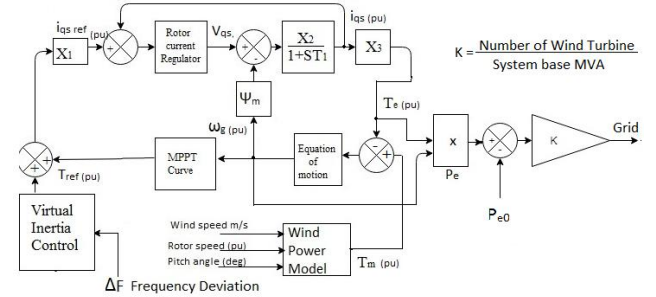 iqs ref (pu)
X1
+
Rotor
current
Regulator
Vqs,
+
-
X2
1+ST1
iqs (pu)
X3
K = Number of Wind Turbine
System base MVA
Ψm
Te (pu)
ωg (pu)
+
+
Tref (pu)
MPPT
Curve
Equation
of
motion
-
+
x
Pe
+
-
K
Grid
Pe0
Virtual
Inertia
Control
Wind speed m/s
Rotor speed (pu)
Pitch angle (deg)
Wind
Power
Model
Tm (pu)
ΔF Frequency Deviation